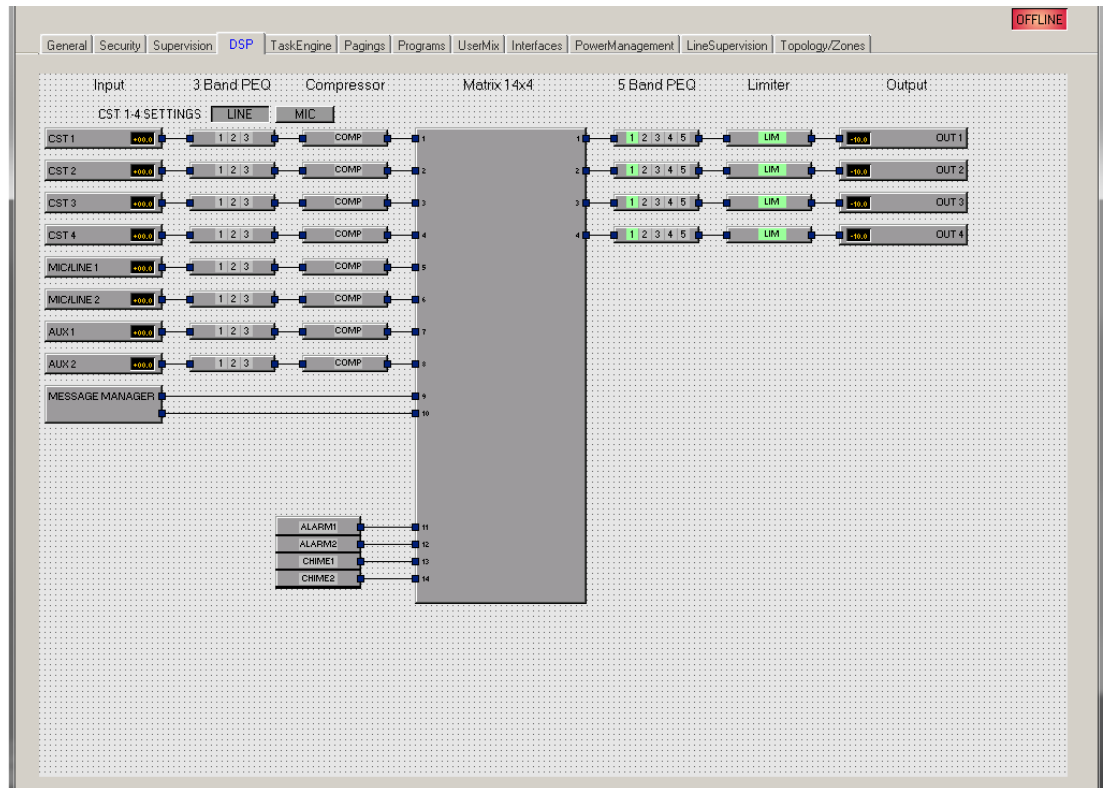 OFFLINE
General Security Supervision DSP TaskEngine Pagings Programs UserMix Interfaces PowerManagement LineSupervision Topology/Zones
Input 3 Band PEQ Compressor Matrix 14x4 5 Band PEQ Limiter Output
CST 1-4 SETTINGS LINE MIC
CST 1 +00.0 1 2 3 COMP 1 1 1 2 3 4 5 LIM -10.0 OUT 1
CST 2 +00.0 1 2 3 COMP 2 2 1 2 3 4 5 LIM -10.0 OUT 2
CST 3 +00.0 1 2 3 COMP 3 3 1 2 3 4 5 LIM -10.0 OUT 3
CST 4 +00.0 1 2 3 COMP 4 4 1 2 3 4 5 LIM -10.0 OUT 4
MIC/LINE 1 +00.0 1 2 3 COMP 5
MIC/LINE 2 +00.0 1 2 3 COMP 6
AUX 1 +00.0 1 2 3 COMP 7
AUX 2 +00.0 1 2 3 COMP 8
MESSAGE MANAGER 9
10
ALARM1 11
ALARM2 12
CHIME1 13
CHIME2 14